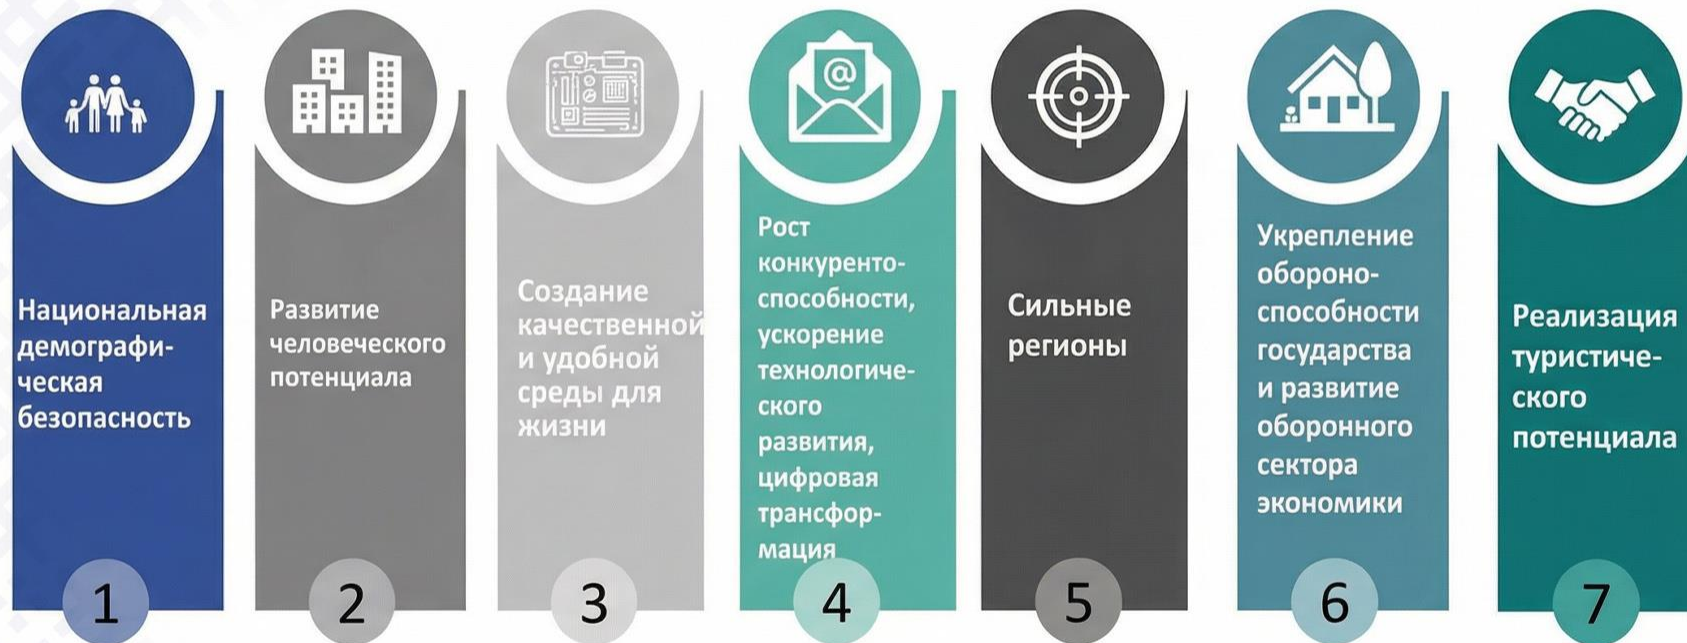 @
Национальная
демографи-
ческая
безопасность
1
Развитие
человеческого
потенциала
2
Создание
качественной
и удобной
среды для
жизни
3
Рост
конкуренто-
способности,
ускорение
технологиче-
ского
развития,
цифровая
трансфор-
мация
4
Сильные
регионы
5
Укрепление
обороно-
способности
государства
и развитие
оборонного
сектора
экономики
6
Реализация
туристиче-
ского
потенциала
7